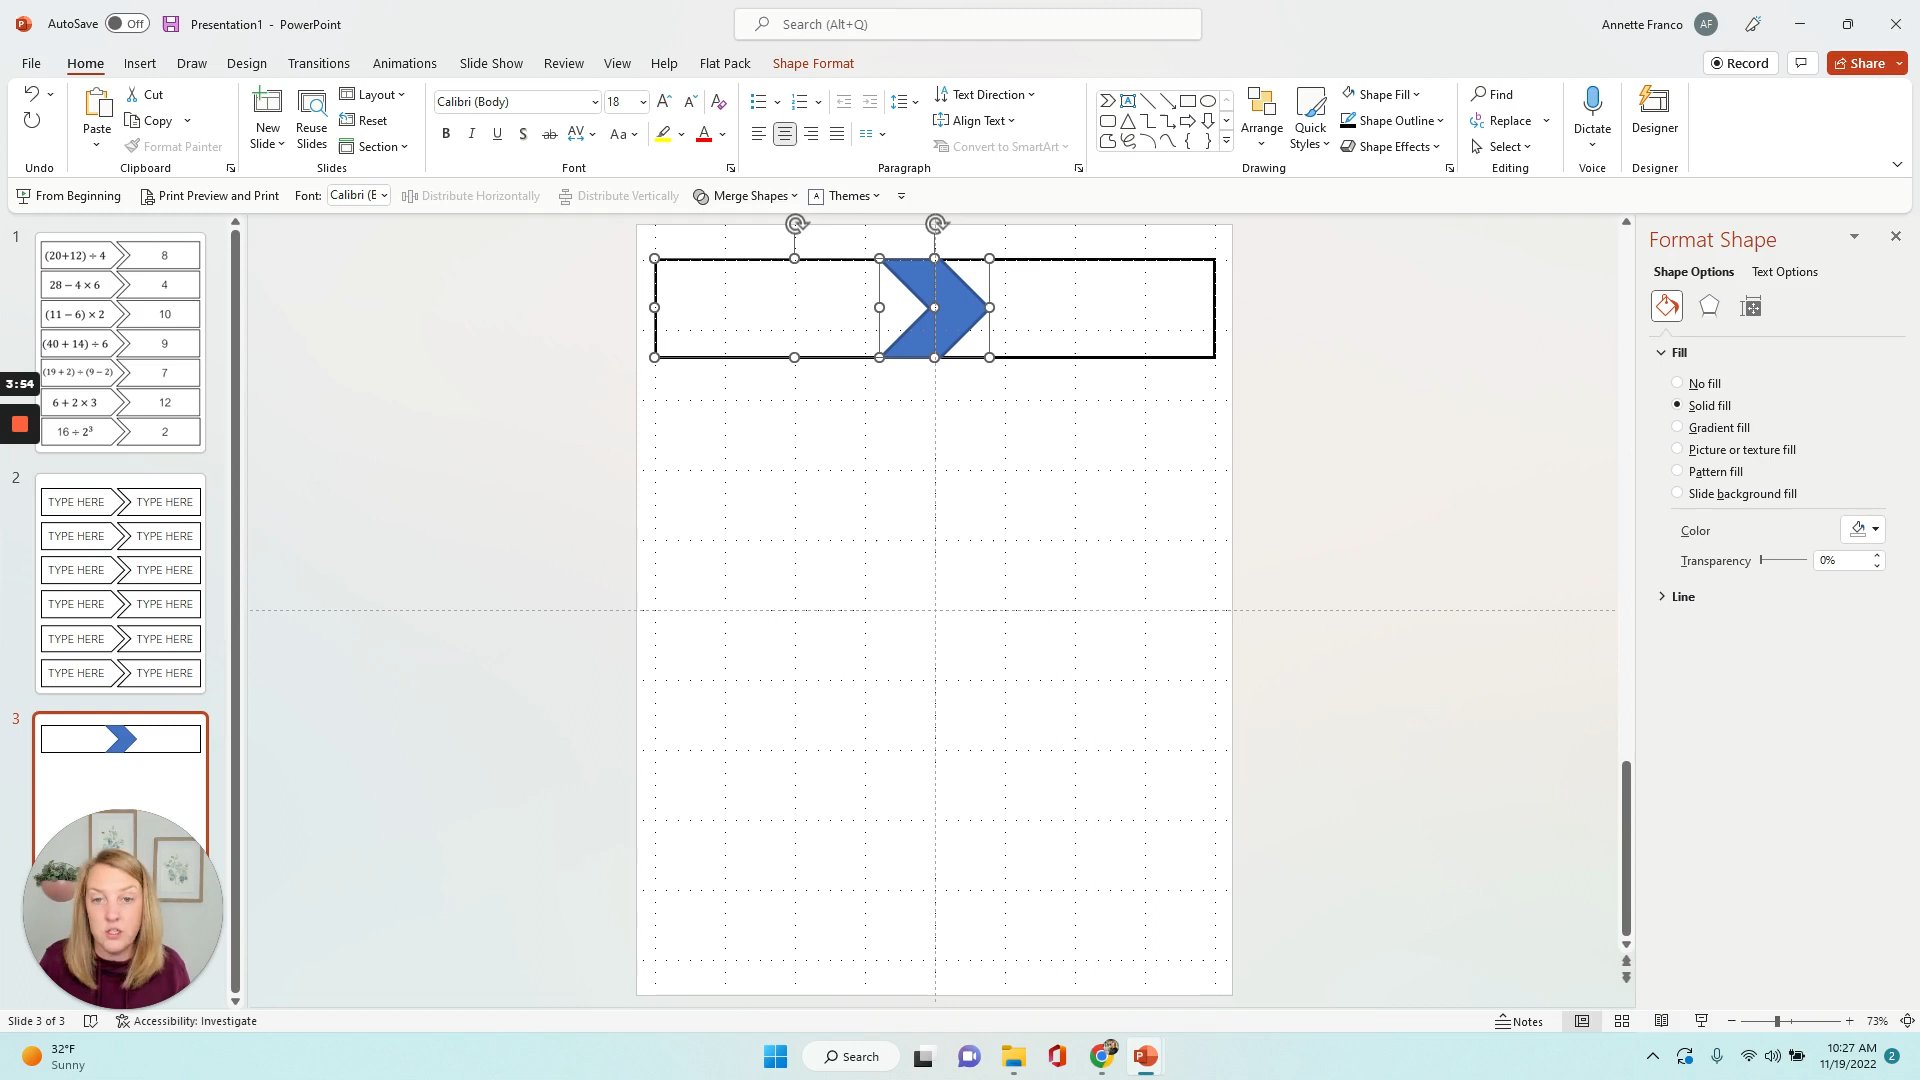 AutoSave Off Presentation1 - PowerPoint Search (Alt+Q) Annette Franco AF
File Home Insert Draw Design Transitions Animations Slide Show Review View Help Flat Pack Shape Format Record Share
Paste Cut Copy Format Painter
New Slide Reuse Slides Layout Reset Section
Calibri (Body) 18
B I U S ab AV Aa A
Text Direction Align Text Convert to SmartArt
Arrange Quick Styles Shape Fill Shape Outline Shape Effects
Find Replace Select
Dictate Designer
Undo Clipboard Slides Font Paragraph Drawing Editing Voice Designer
From Beginning Print Preview and Print Font: Calibri (E Distribute Horizontally Distribute Vertically Merge Shapes A Themes
1
(20+12) ÷ 4 8
28 − 4 × 6 4
(11 − 6) × 2 10
(40 + 14) ÷ 6 9
(19 + 2) ÷ (9 − 2) 7
6 + 2 × 3 12
16 ÷ 2³ 2
3:54
2
TYPE HERE TYPE HERE
TYPE HERE TYPE HERE
TYPE HERE TYPE HERE
TYPE HERE TYPE HERE
TYPE HERE TYPE HERE
TYPE HERE TYPE HERE
3
Format Shape
Shape Options Text Options
Fill
No fill
Solid fill
Gradient fill
Picture or texture fill
Pattern fill
Slide background fill
Color
Transparency 0%
Line
Slide 3 of 3 Accessibility: Investigate Notes 73%
32°F
Sunny
Search
10:27 AM
11/19/2022
2